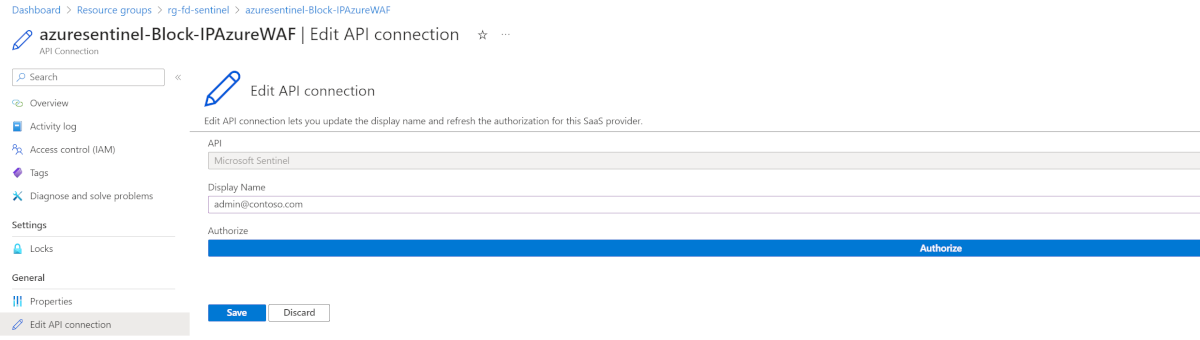 Dashboard > Resource groups > rg-fd-sentinel > azuresentinel-Block-IPAzureWAF
azuresentinel-Block-IPAzureWAF | Edit API connection ☆ ···
API Connection
Search «
Overview
Activity log
Access control (IAM)
Tags
Diagnose and solve problems
Settings
Locks
General
Properties
Edit API connection
Edit API connection
Edit API connection lets you update the display name and refresh the authorization for this SaaS provider.
API
Microsoft Sentinel
Display Name
admin@contoso.com
Authorize
Authorize
Save Discard